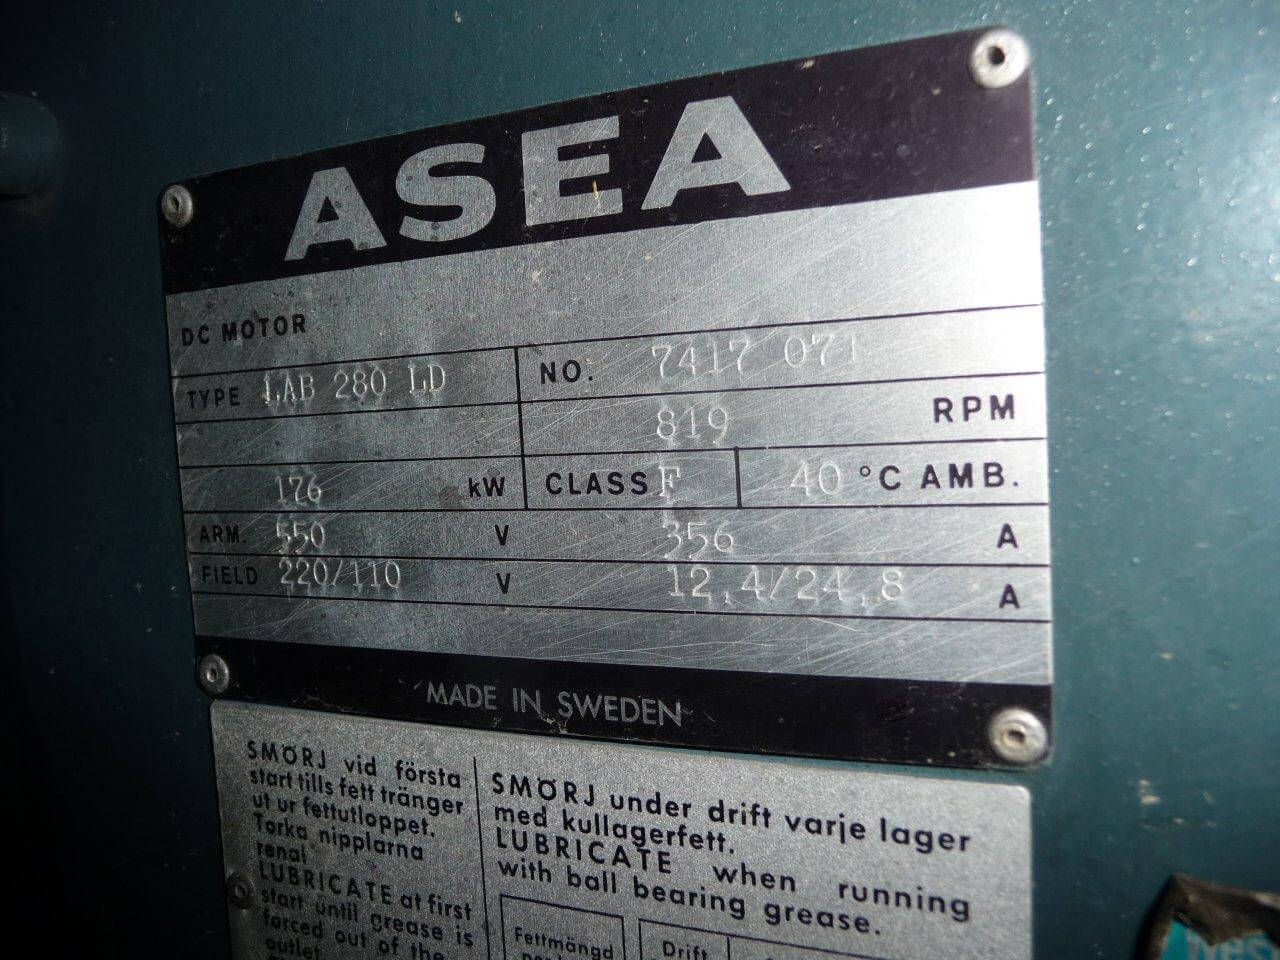 ASEA
DC MOTOR
TYPE LAB 280 LD NO. 7417 071
819 RPM
176 kW CLASS F 40 °C AMB.
ARM. 550 V 356 A
FIELD 220/110 V 12,4/24,8 A
MADE IN SWEDEN
SMÖRJ vid första
start tills fett tränger
ut ur fettutloppet.
Torka nipplarna
rena!
LUBRICATE at first
start until grease is
forced out of the
outlet
SMÖRJ under drift varje lager
med kullagerfett.
LUBRICATE when running
with ball bearing grease.
Fettmängd Drift